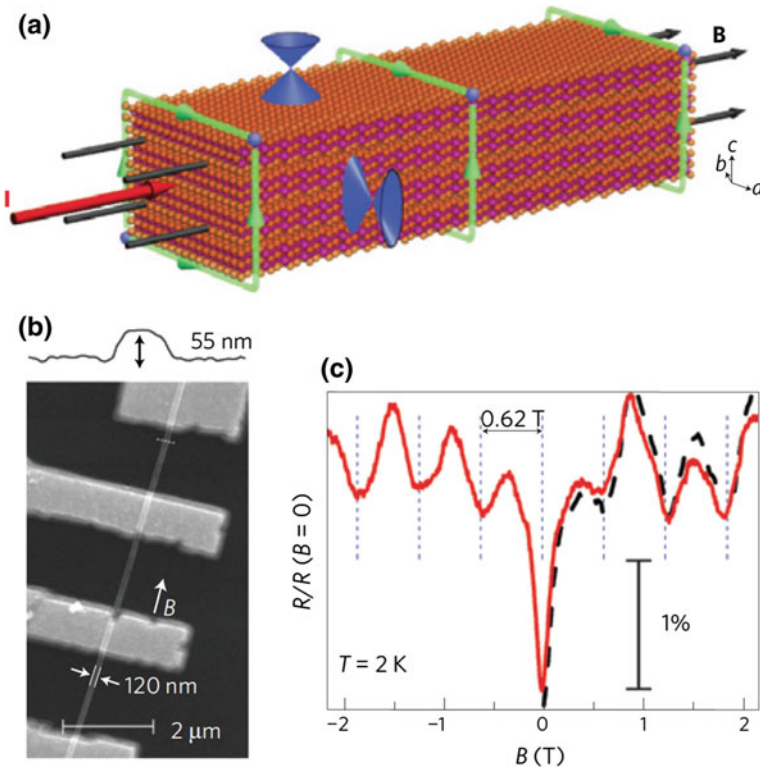 (a)
B
I
c
b
a
(b)
55 nm
B
120 nm
2 μm
(c)
0.62 T
R/R (B = 0)
1%
T = 2 K
−2 −1 0 1 2
B (T)